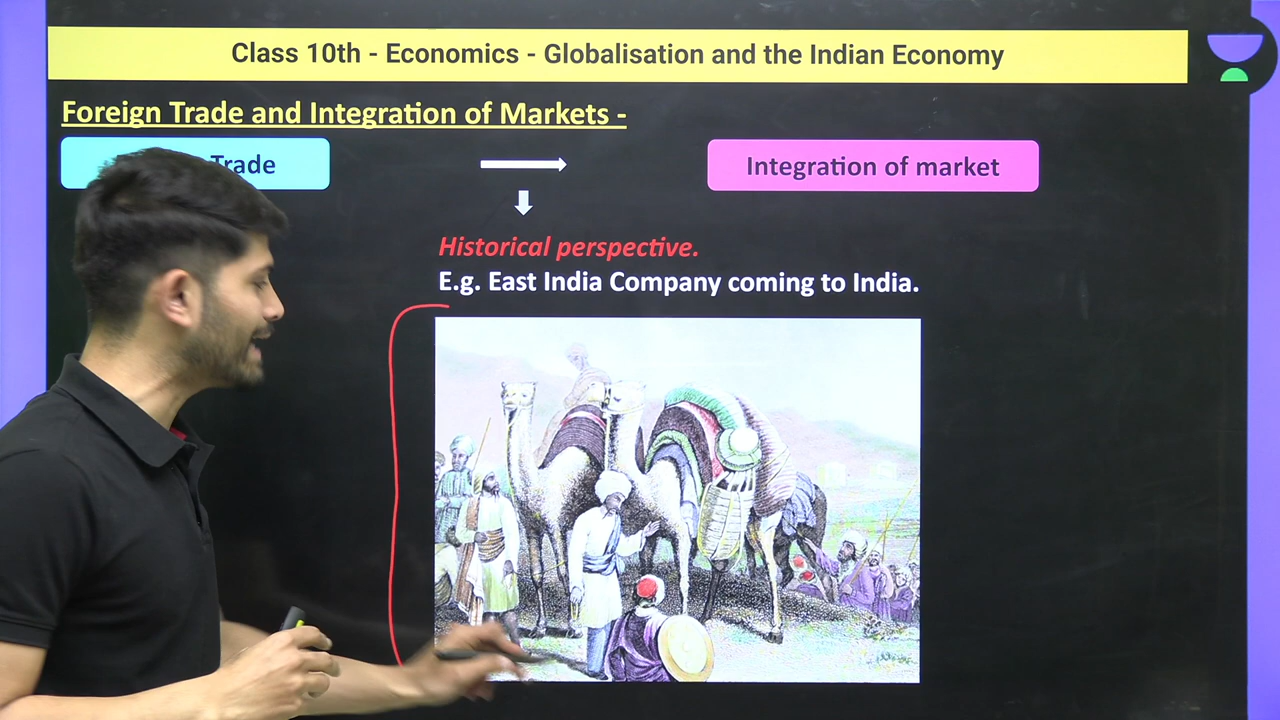 Class 10th - Economics - Globalisation and the Indian Economy
Foreign Trade and Integration of Markets -
Trade
Integration of market
Historical perspective.
E.g. East India Company coming to India.